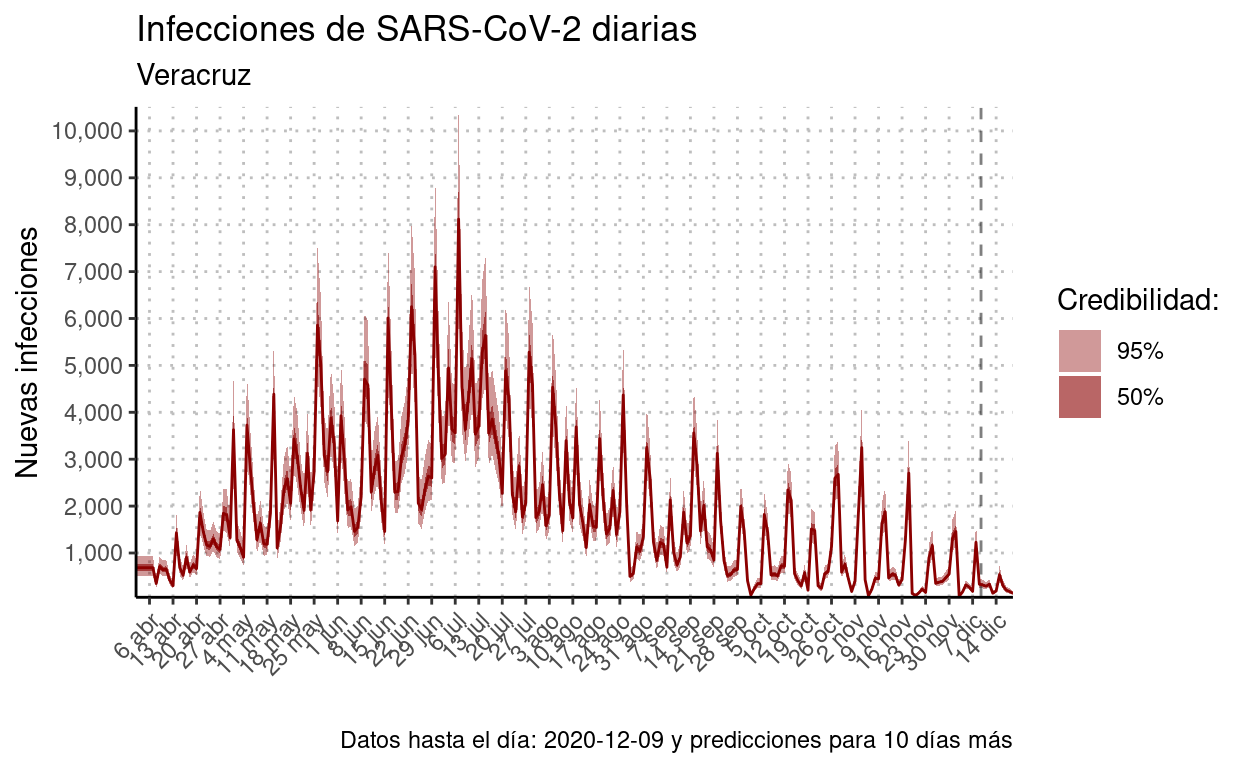 Infecciones de SARS-CoV-2 diarias
Veracruz
Nuevas infecciones
10,000
9,000
8,000
7,000
6,000
5,000
4,000
3,000
2,000
1,000
6 abr
13 abr
20 abr
27 abr
4 may
11 may
18 may
25 may
1 jun
8 jun
15 jun
22 jun
29 jun
6 jul
13 jul
20 jul
27 jul
3 ago
10 ago
17 ago
24 ago
31 ago
7 sep
14 sep
21 sep
28 sep
5 oct
12 oct
19 oct
26 oct
2 nov
9 nov
16 nov
23 nov
30 nov
7 dic
14 dic
Credibilidad:
95%
50%
Datos hasta el día: 2020-12-09 y predicciones para 10 días más